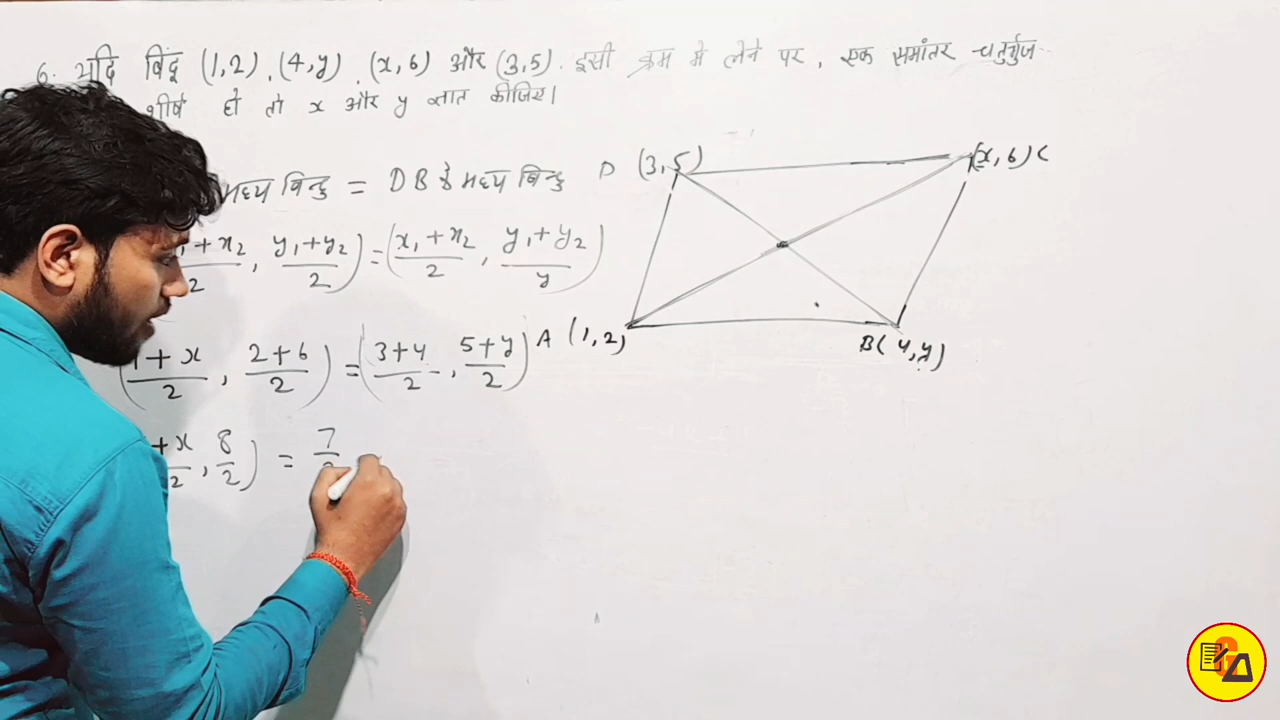 6. यदि बिंदु (1,2), (4,y), (x,6) और (3,5). इसी क्रम मे लेने पर, एक समांतर चतुर्भुज
शीर्ष हो तो x और y ज्ञात कीजिए।
मध्य बिन्दु = DB के मध्य बिन्दु
+x₂/2, y₁+y₂/2) = (x₁+x₂/2, y₁+y₂/y)
1+x/2, 2+6/2) = (3+4/2, 5+y/2)
+x/2, 8/2) = 7
D (3,5)
(x,6) C
A (1,2)
B(4,y)